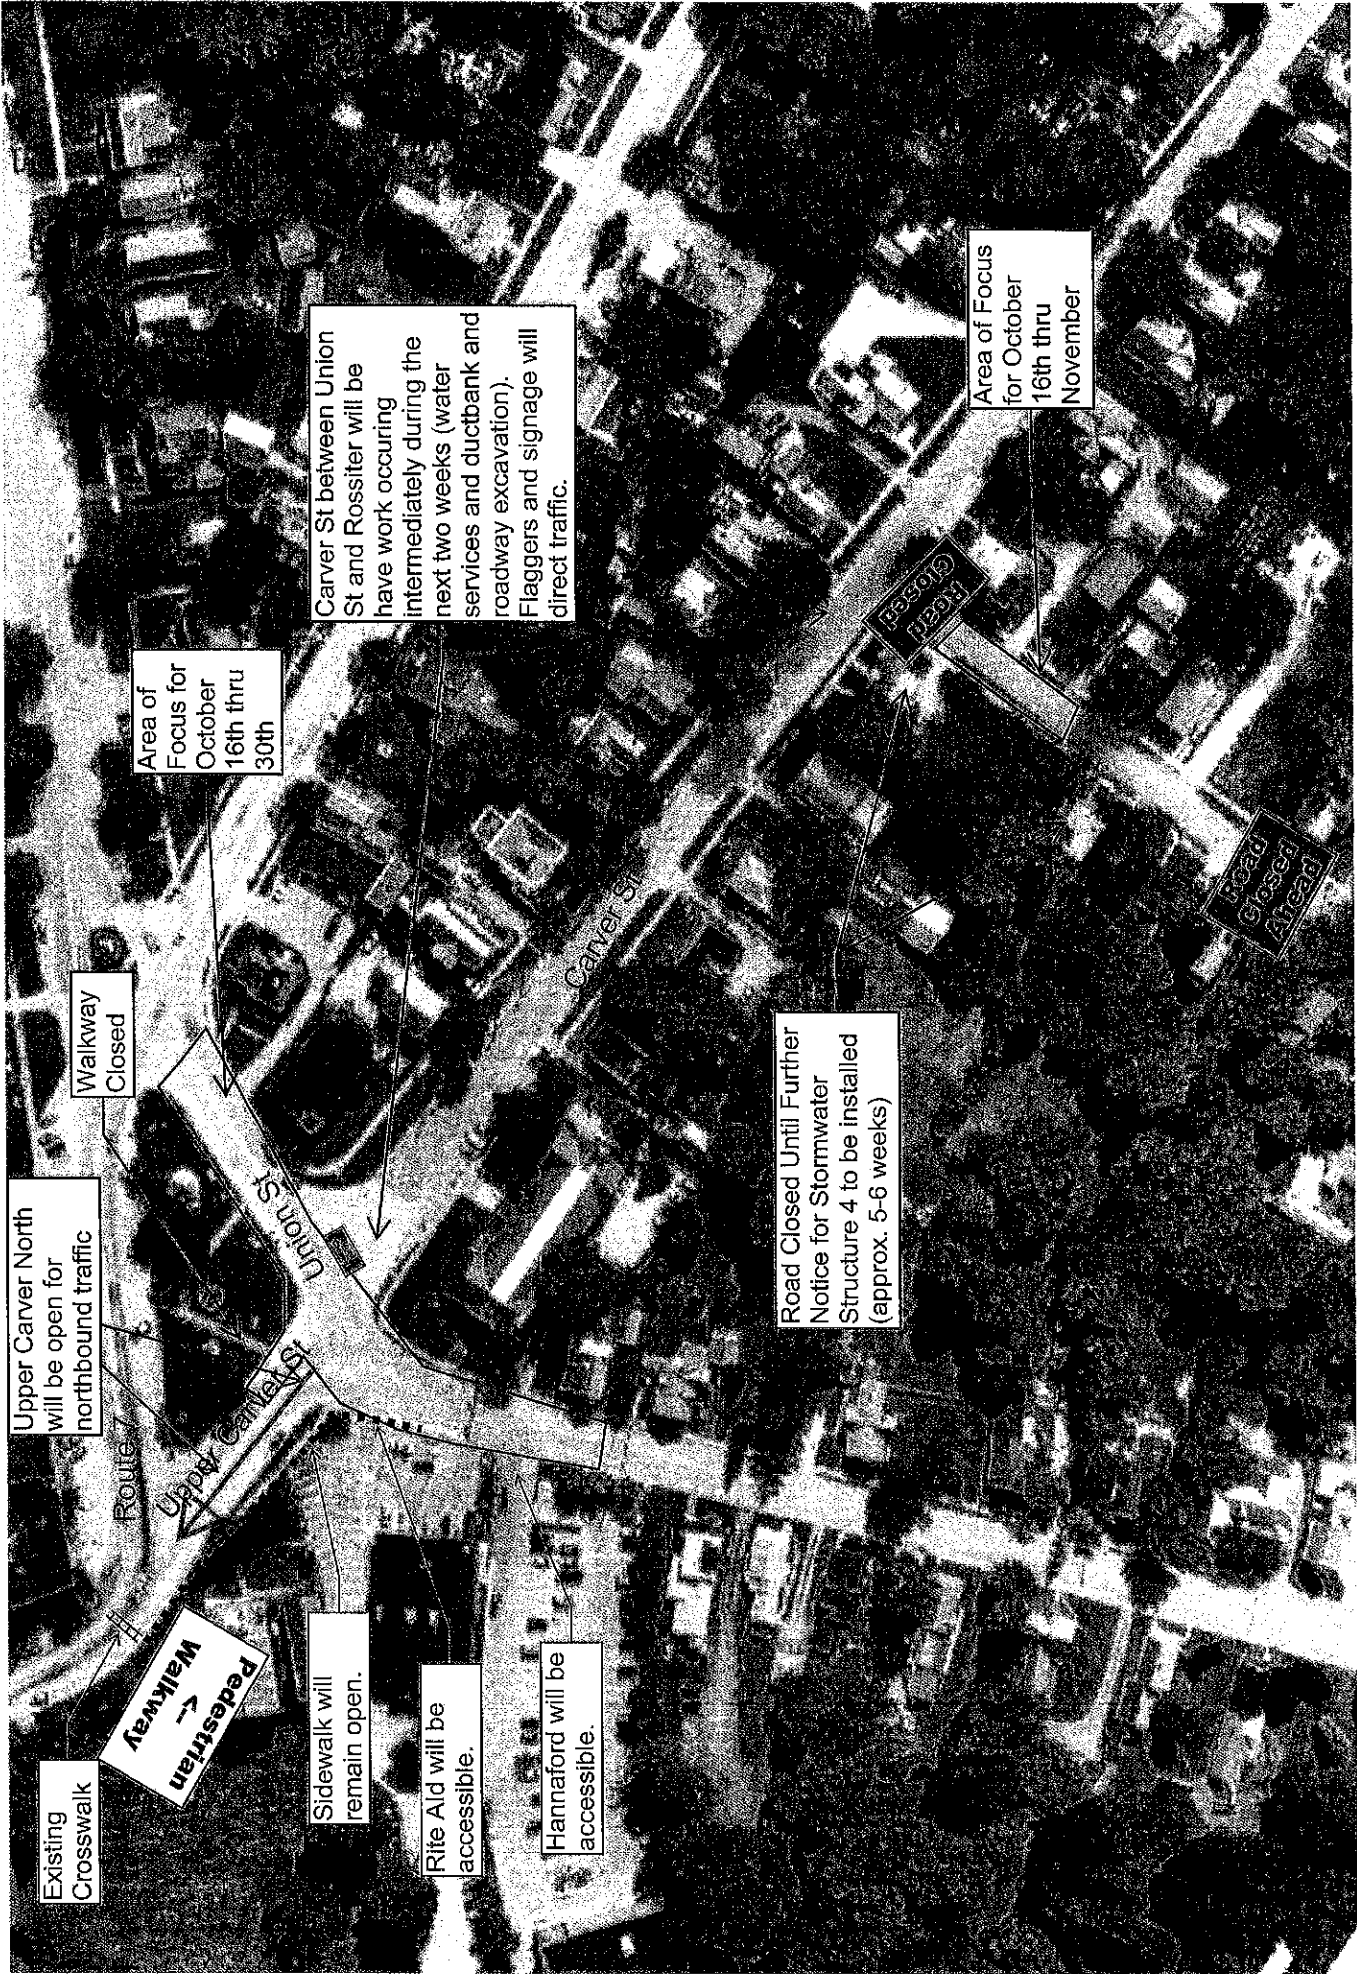 Existing
Crosswalk
Pedestrian
<-
Walkway
Upper Carver North
will be open for
northbound traffic
Walkway
Closed
Area of
Focus for
October
16th thru
30th
Carver St between Union
St and Rossiter will be
have work occuring
intermediately during the
next two weeks (water
services and ductbank and
roadway excavation).
Flaggers and signage will
direct traffic.
Route
Upper Carver St
Union St
Carver St
Sidewalk will
remain open.
Rite Aid will be
accessible.
Hannaford will be
accessible.
Road Closed Until Further
Notice for Stormwater
Structure 4 to be installed
(approx. 5-6 weeks)
Road
Closed
Area of Focus
for October
16th thru
November
Road
Closed
Ahead